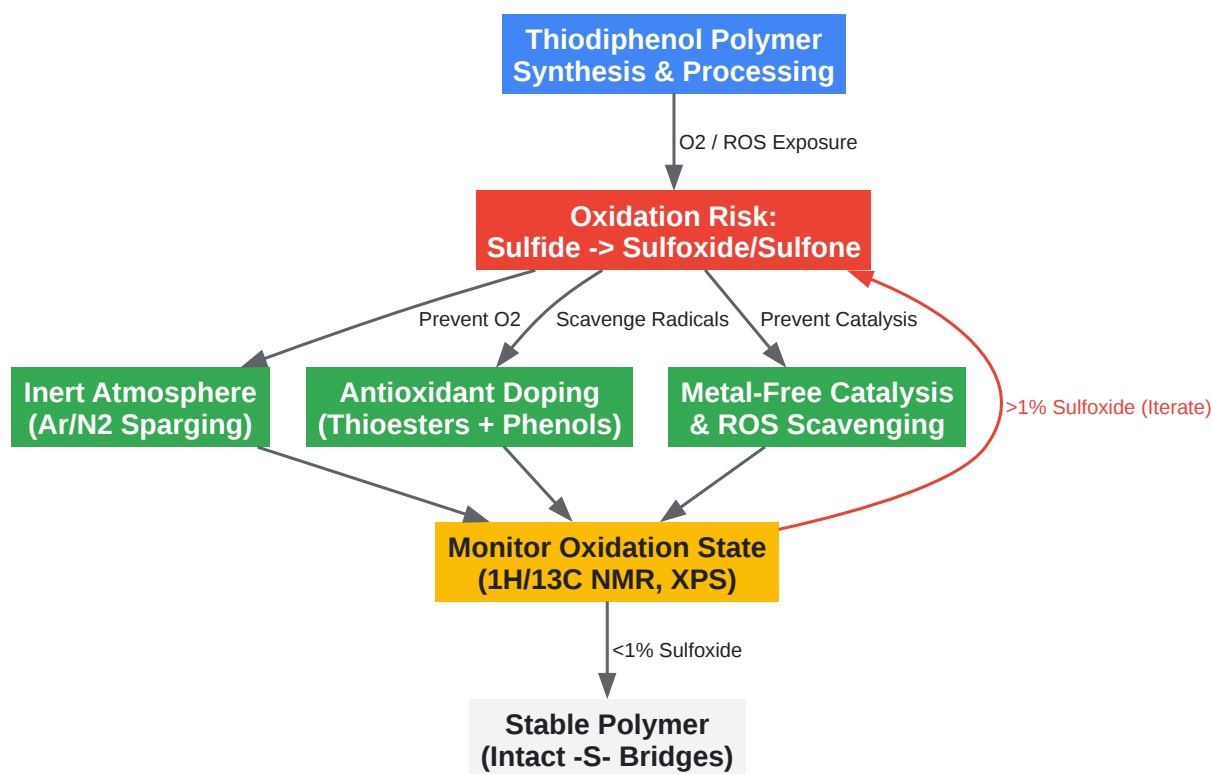 Thiodiphenol Polymer
Synthesis & Processing
O2 / ROS Exposure
Oxidation Risk:
Sulfide -> Sulfoxide/Sulfone
Prevent O2
Scavenge Radicals
Prevent Catalysis
Inert Atmosphere
(Ar/N2 Sparging)
Antioxidant Doping
(Thioesters + Phenols)
Metal-Free Catalysis
& ROS Scavenging
>1% Sulfoxide (Iterate)
Monitor Oxidation State
(1H/13C NMR, XPS)
<1% Sulfoxide
Stable Polymer
(Intact -S- Bridges)